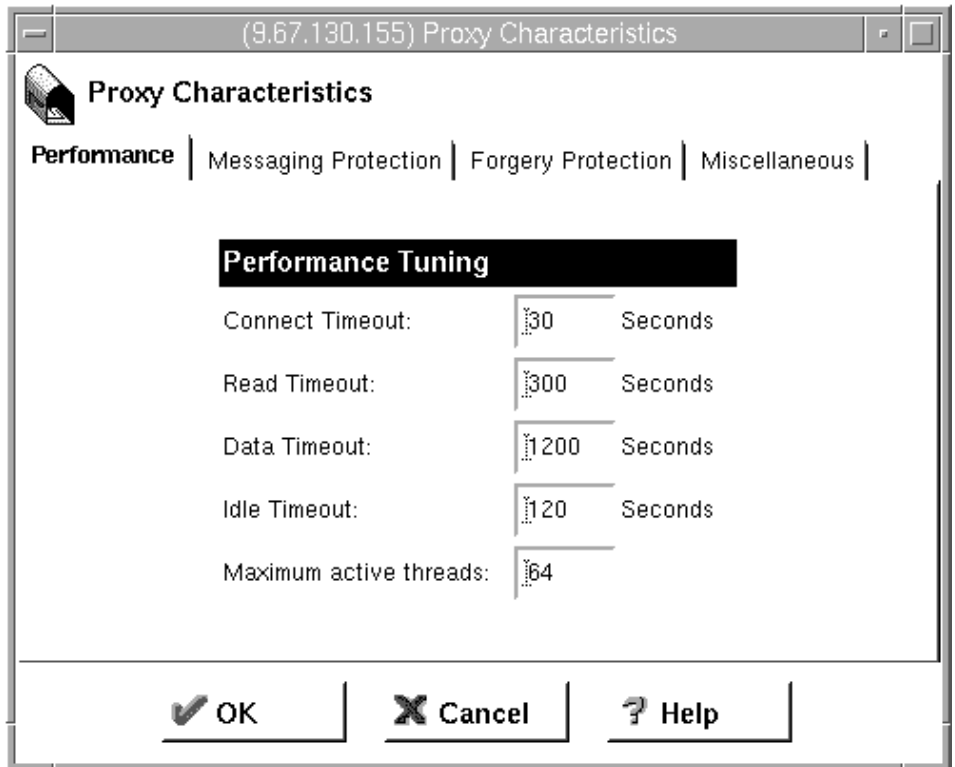 (9.67.130.155) Proxy Characteristics
Proxy Characteristics
Performance Messaging Protection Forgery Protection Miscellaneous
Performance Tuning
Connect Timeout: 30 Seconds
Read Timeout: 300 Seconds
Data Timeout: 1200 Seconds
Idle Timeout: 120 Seconds
Maximum active threads: 64
OK Cancel ? Help